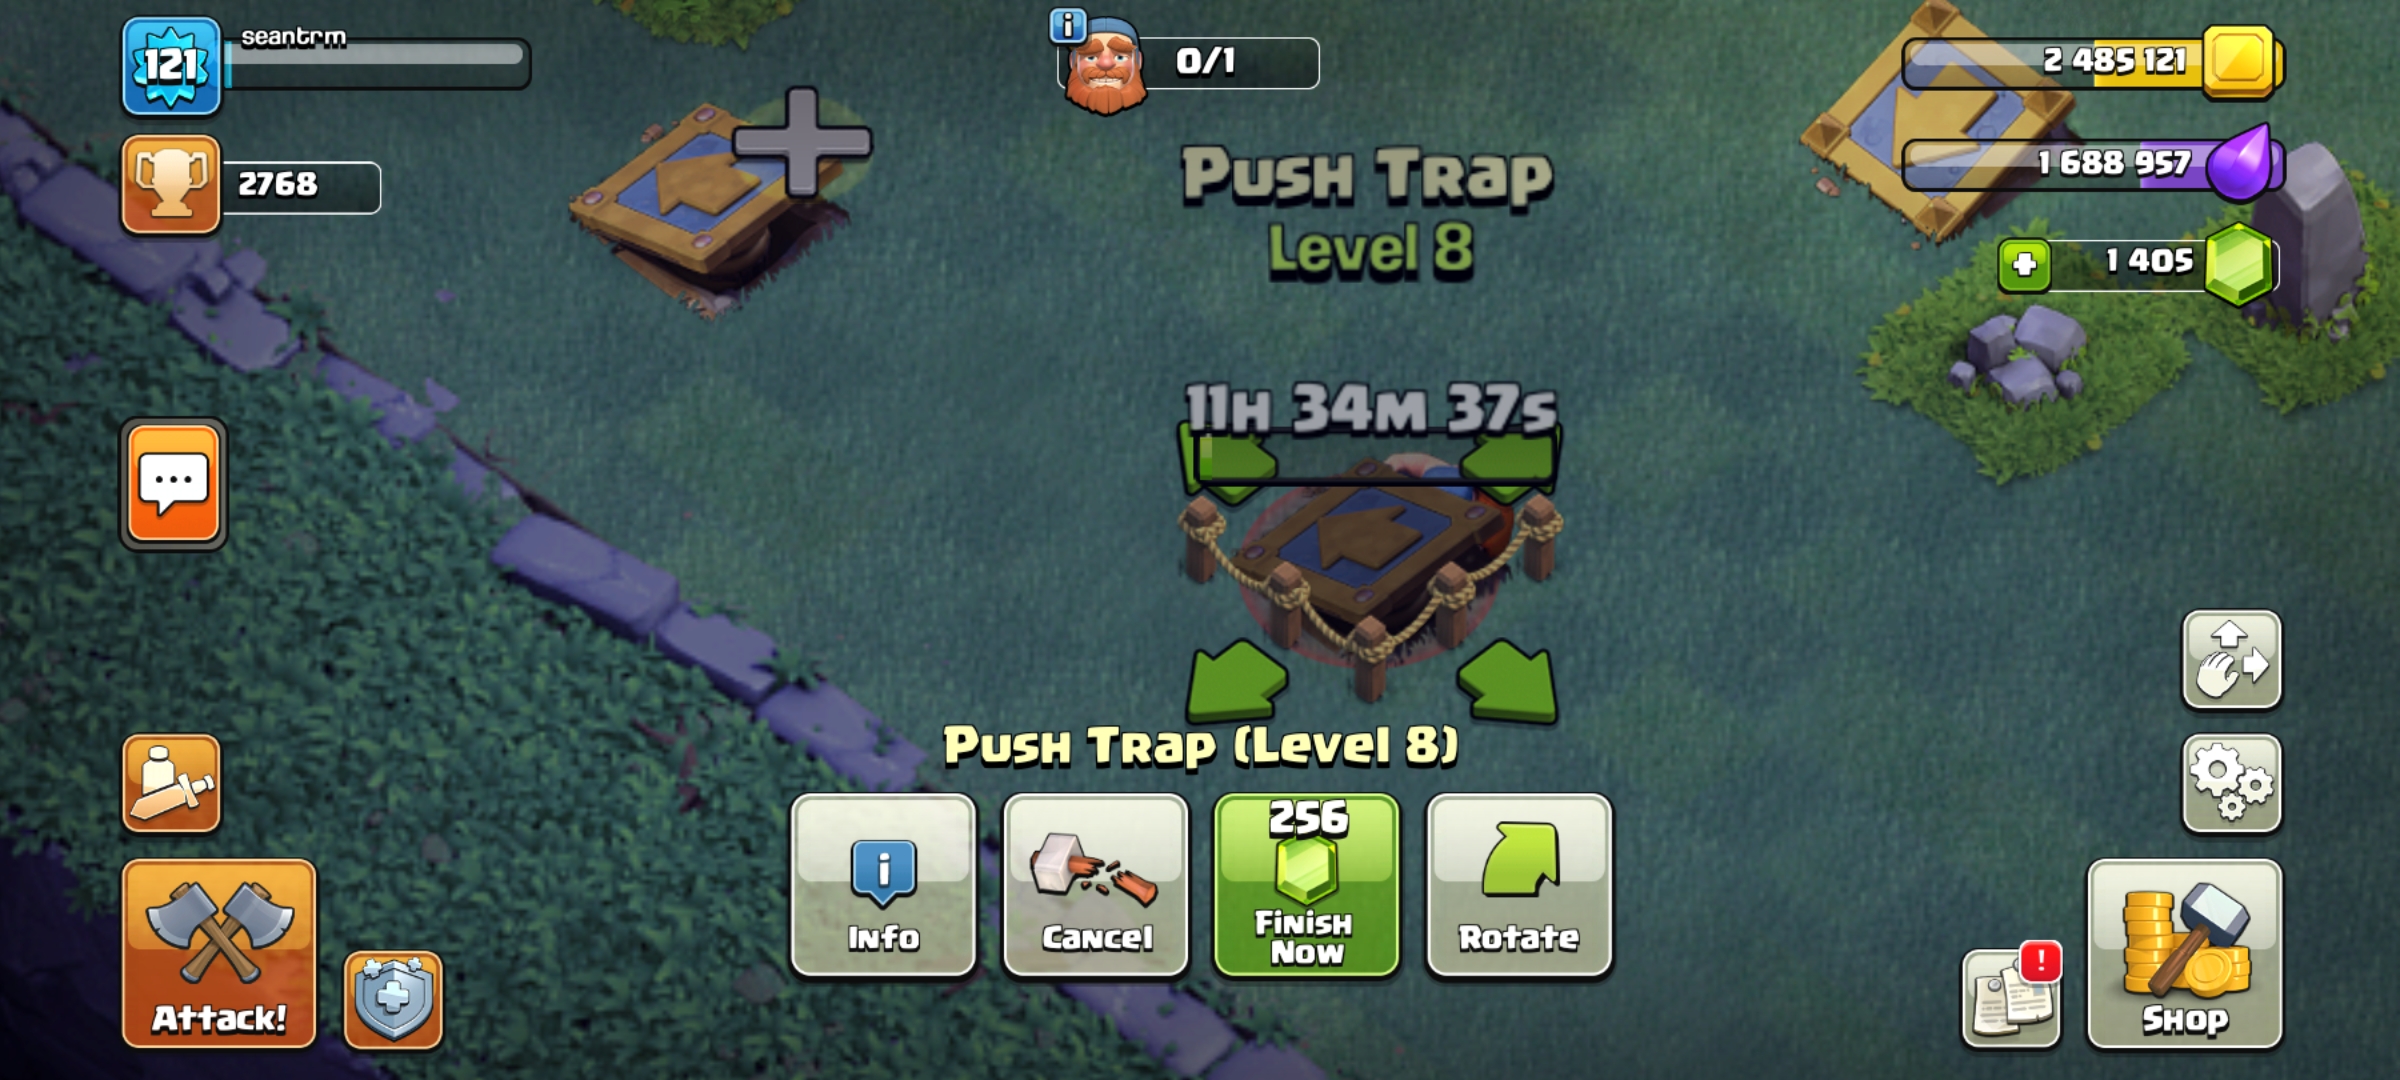 121
seantrm
0/1
2 485 121
2768
1 688 957
1 405
Push Trap
Level 8
11H 34M 37s
Push Trap (Level 8)
Info
Cancel
256
Finish
Now
Rotate
Attack!
!
Shop